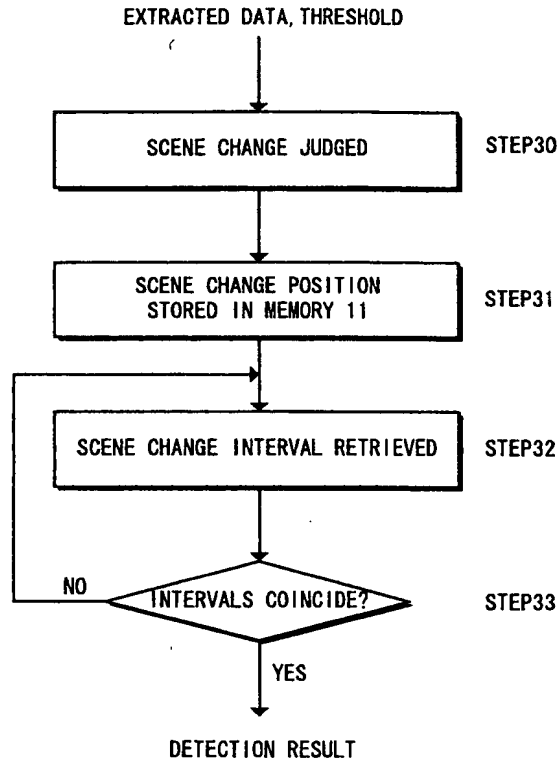 EXTRACTED DATA, THRESHOLD
SCENE CHANGE JUDGED
STEP30
SCENE CHANGE POSITION
STORED IN MEMORY 11
STEP31
SCENE CHANGE INTERVAL RETRIEVED
STEP32
NO
INTERVALS COINCIDE?
STEP33
YES
DETECTION RESULT